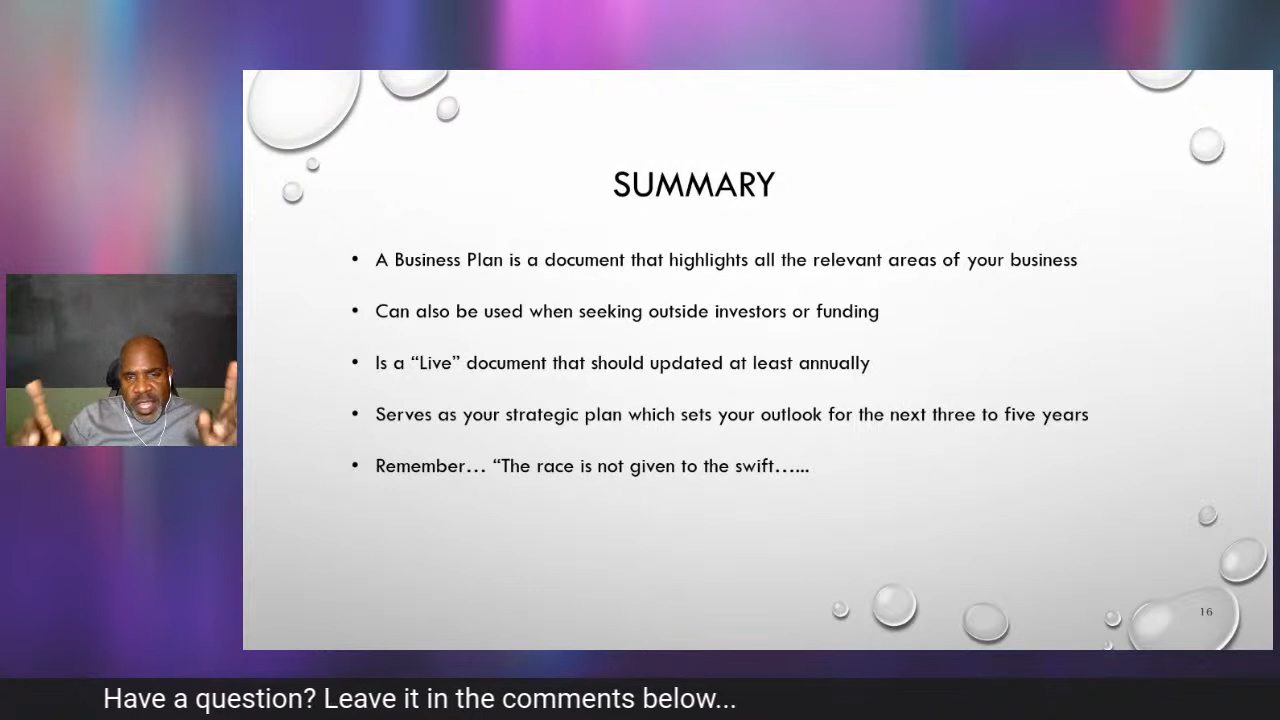 SUMMARY
• A Business Plan is a document that highlights all the relevant areas of your business
• Can also be used when seeking outside investors or funding
• Is a “Live” document that should updated at least annually
• Serves as your strategic plan which sets your outlook for the next three to five years
• Remember… “The race is not given to the swift…...
16
Have a question? Leave it in the comments below...